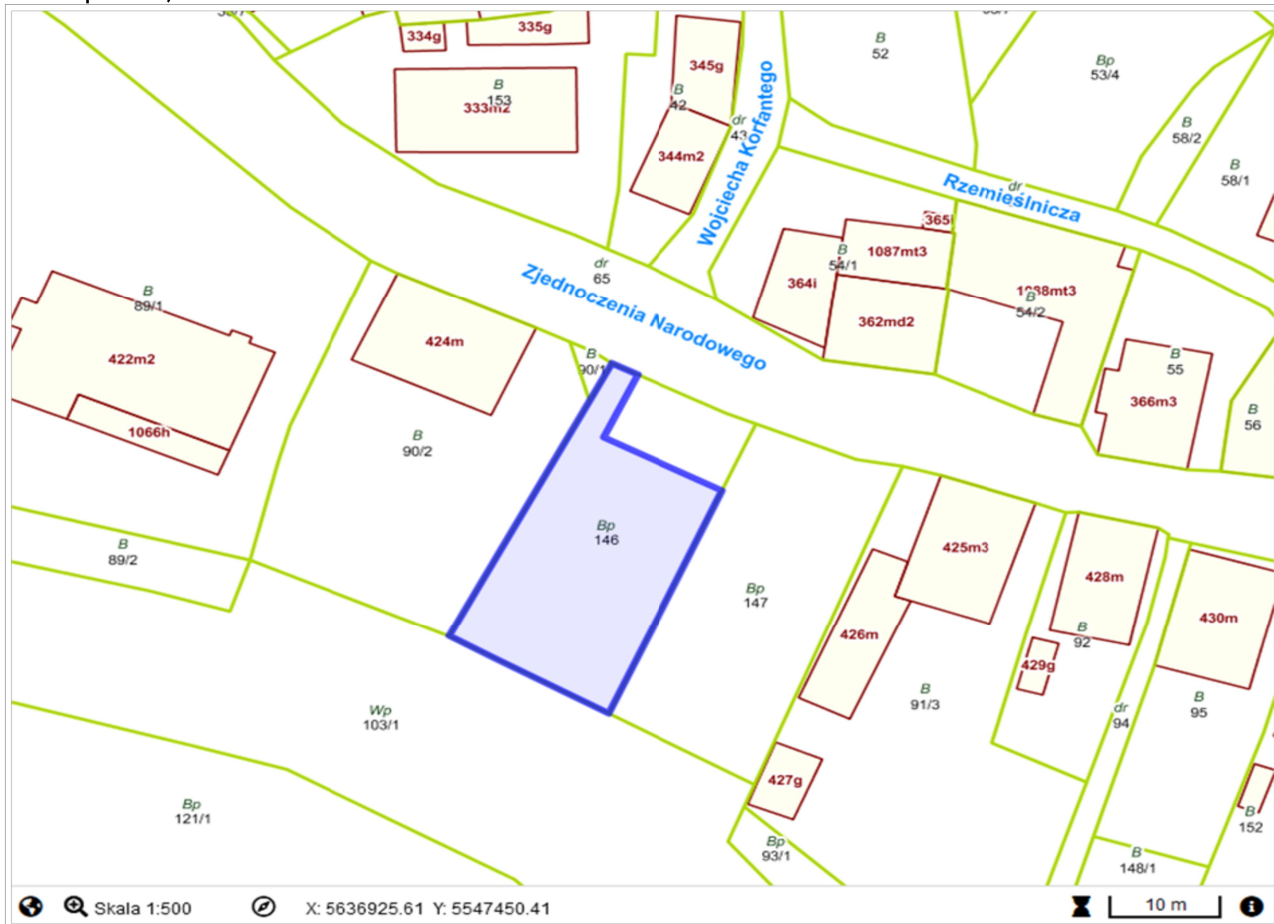 334g
335g
345g
B
52
Bp
53/4
B
153
333m2
B
42
dr
43
B
58/2
344m2
B
58/1
Wojciecha Korfantego
dr
Rzemieślnicza
365i
B
54/1
1087mt3
dr
65
Zjednoczenia Narodowego
364i
1088mt3
B
54/2
B
89/1
362md2
424m
422m2
B
90/1
B
55
366m3
B
56
1066h
B
90/2
Bp
146
B
89/2
425m3
428m
Bp
147
430m
426m
B
92
429g
B
91/3
B
95
Wp
103/1
dr
94
427g
Bp
121/1
B
152
Bp
93/1
B
148/1
Skala 1:500
X: 5636925.61 Y: 5547450.41
10 m